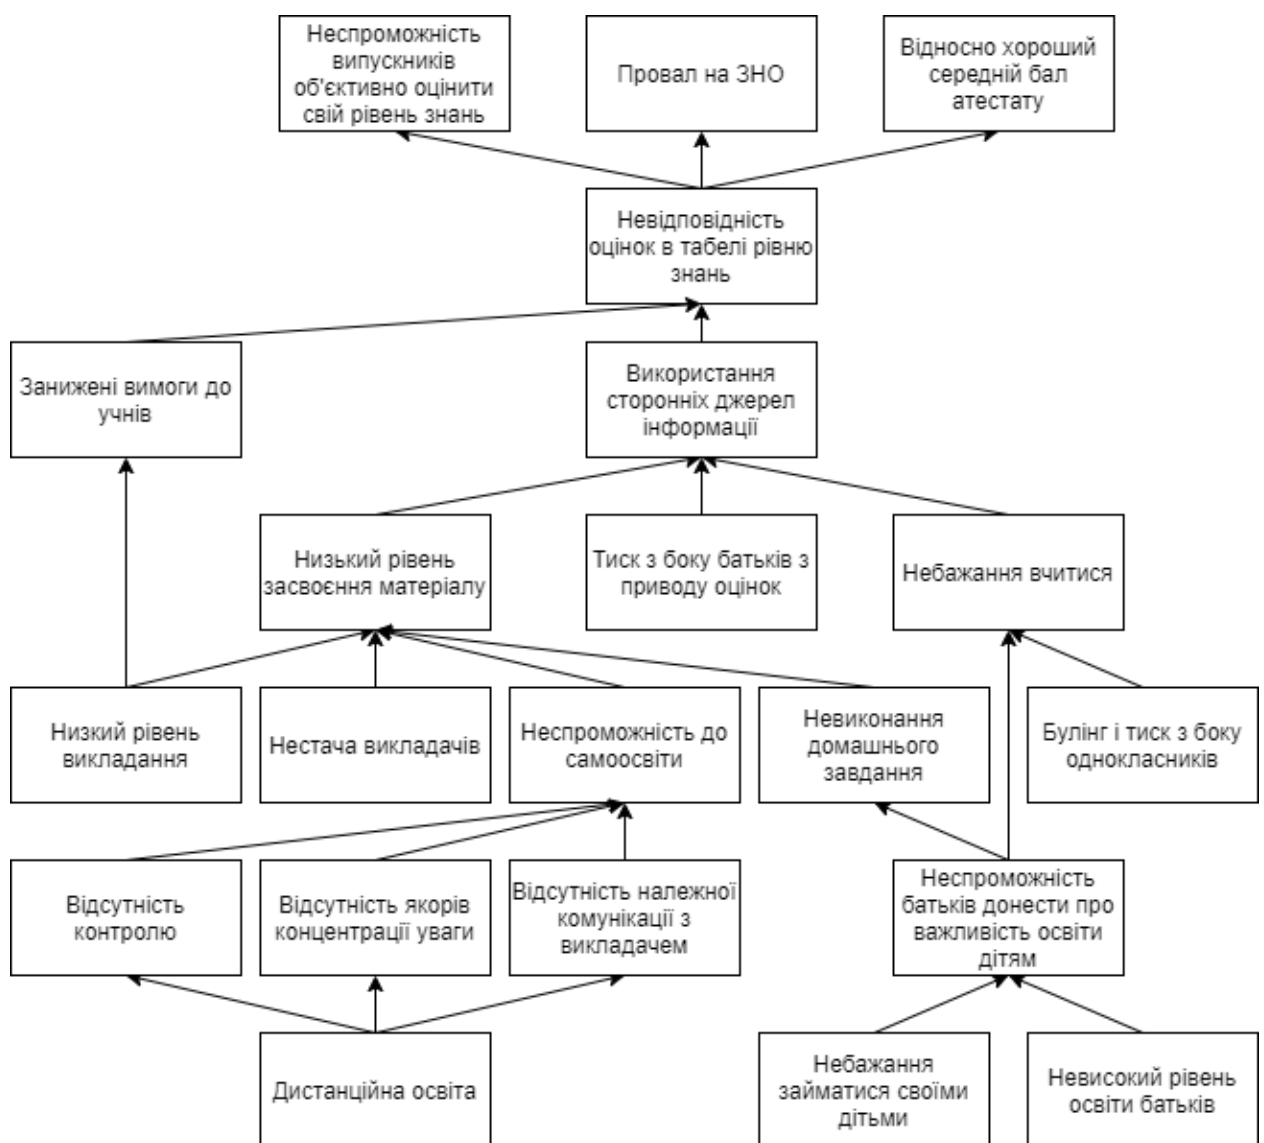 Неспроможність
випускників
об'єктивно оцінити
свій рівень знань
Провал на ЗНО
Відносно хороший
середній бал
атестату
Невідповідність
оцінок в табелі рівню
знань
Занижені вимоги до
учнів
Використання
сторонніх джерел
інформації
Низький рівень
засвоєння матеріалу
Тиск з боку батьків з
приводу оцінок
Небажання вчитися
Низкий рівень
викладання
Нестача викладачів
Неспроможність до
самоосвіти
Невиконання
домашнього
завдання
Булінг і тиск з боку
однокласників
Відсутність
контролю
Відсутність якорів
концентрації уваги
Відсутність належної
комунікації з
викладачем
Неспроможність
батьків донести про
важливість освіти
дітям
Дистанційна освіта
Небажання
займатися своїми
дітьми
Невисокий рівень
освіти батьків